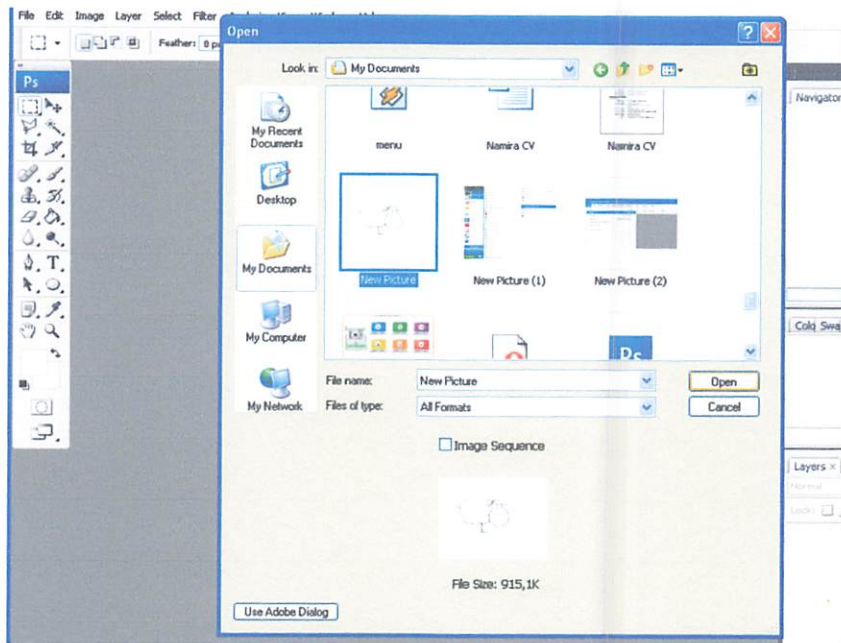 File Edit Image Layer Select Filter
Feather: 0 px
Open
Look in: My Documents
Ps
Navigator
My Recent
Documents
menu
Namira CV
Namira CV
Desktop
My Documents
New Picture
New Picture (1)
New Picture (2)
My Computer
Ps
My Network
File name: New Picture Open
Files of type: All Formats Cancel
Image Sequence
Layers ×
Normal
Lock:
File Size: 915,1K
Use Adobe Dialog